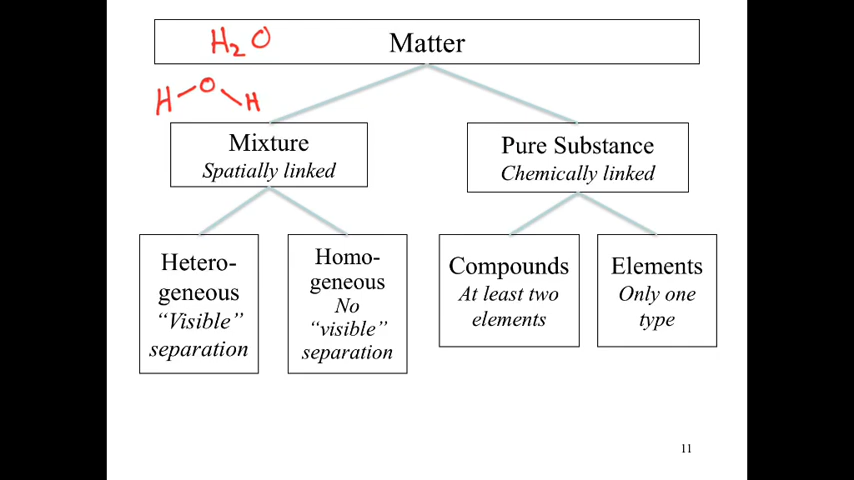 H₂O
Matter
H-O-H
Mixture
Spatially linked
Pure Substance
Chemically linked
Hetero-
geneous
“Visible”
separation
Homo-
geneous
No
“visible”
separation
Compounds
At least two
elements
Elements
Only one
type
11